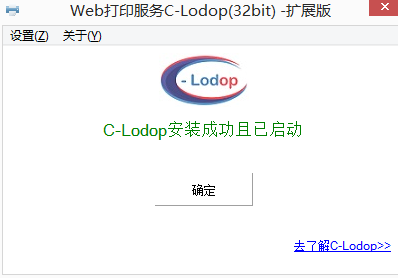 Web打印服务C-Lodop(32bit) -扩展版
设置(Z) 关于(Y)
C-Lodop
C-Lodop安装成功且已启动
确定
去了解C-Lodop>>